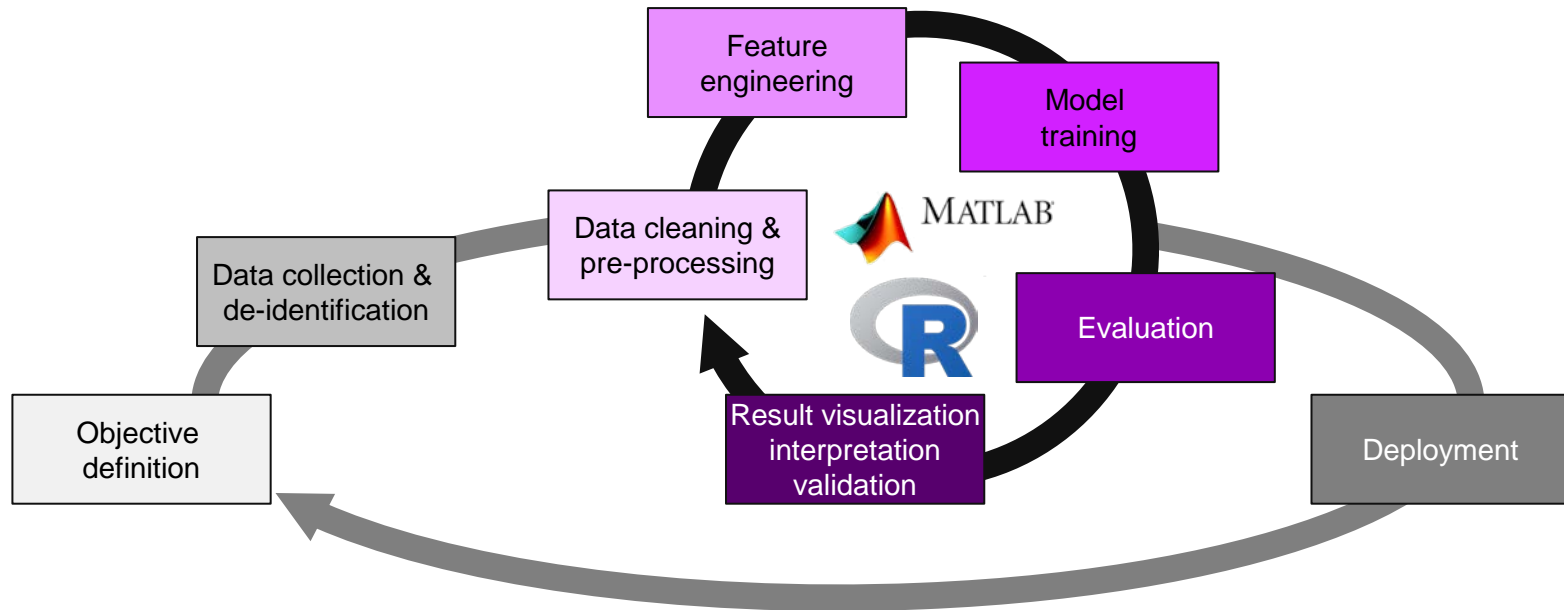 Feature
engineering
Model
training
Data cleaning &
pre-processing
MATLAB
Data collection &
de-identification
R
Evaluation
Objective
definition
Result visualization
interpretation
validation
Deployment